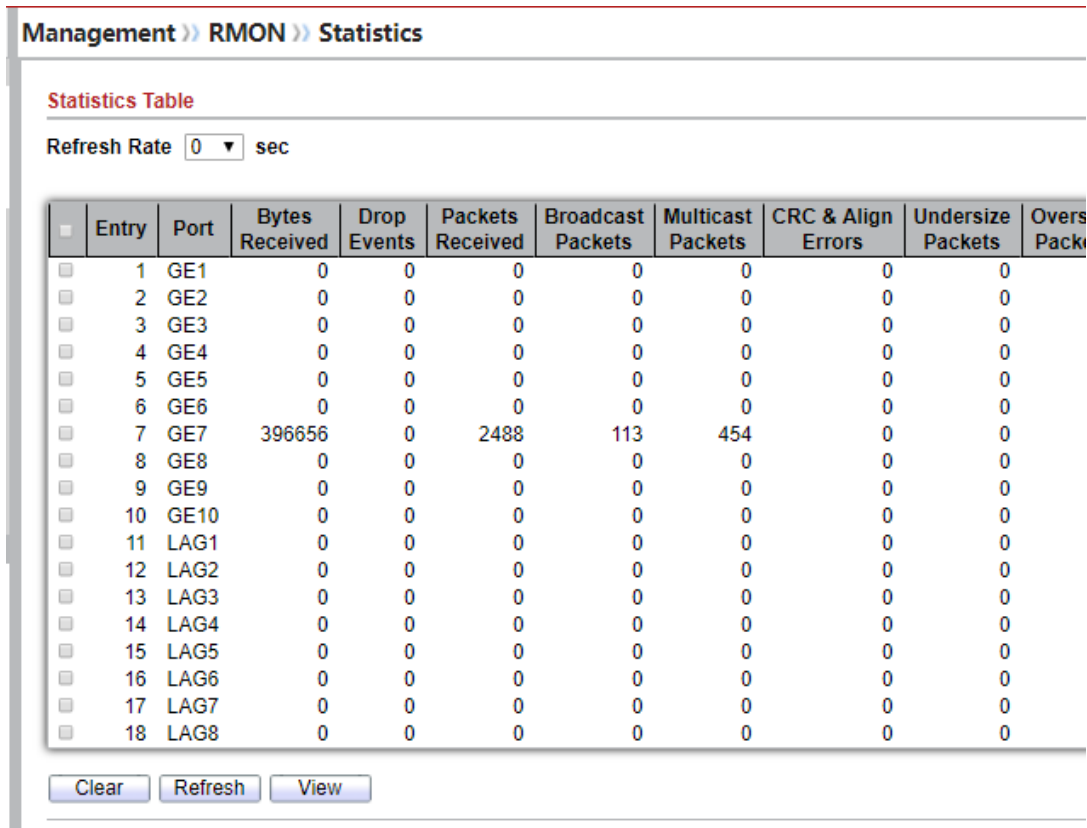 Management » RMON » Statistics
Statistics Table
Refresh Rate 0 ▼ sec
Entry Port Bytes Received Drop Events Packets Received Broadcast Packets Multicast Packets CRC & Align Errors Undersize Packets Overs Packe
1 GE1 0 0 0 0 0 0 0
2 GE2 0 0 0 0 0 0 0
3 GE3 0 0 0 0 0 0 0
4 GE4 0 0 0 0 0 0 0
5 GE5 0 0 0 0 0 0 0
6 GE6 0 0 0 0 0 0 0
7 GE7 396656 0 2488 113 454 0 0
8 GE8 0 0 0 0 0 0 0
9 GE9 0 0 0 0 0 0 0
10 GE10 0 0 0 0 0 0 0
11 LAG1 0 0 0 0 0 0 0
12 LAG2 0 0 0 0 0 0 0
13 LAG3 0 0 0 0 0 0 0
14 LAG4 0 0 0 0 0 0 0
15 LAG5 0 0 0 0 0 0 0
16 LAG6 0 0 0 0 0 0 0
17 LAG7 0 0 0 0 0 0 0
18 LAG8 0 0 0 0 0 0 0
Clear Refresh View